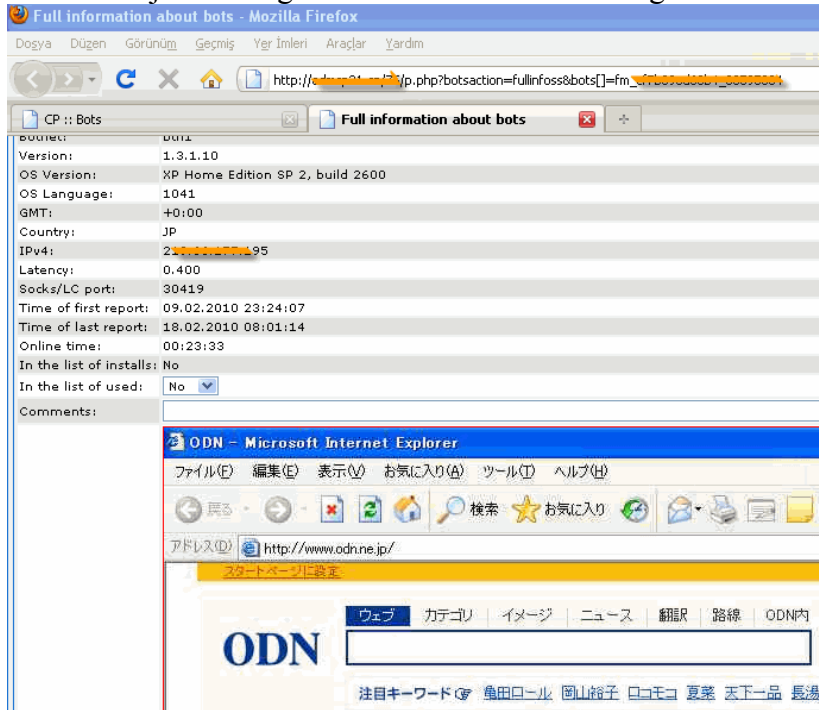 Full information about bots - Mozilla Firefox
Dosya Düzen Görünüm Geçmiş Yer İmleri Araçlar Yardım
http:// /p.php?botsaction=fullinfoss&bots[]=fm_
CP :: Bots Full information about bots
Botnet: btn1
Version: 1.3.1.10
OS Version: XP Home Edition SP 2, build 2600
OS Language: 1041
GMT: +0:00
Country: JP
IPv4: 2 95
Latency: 0.400
Socks/LC port: 30419
Time of first report: 09.02.2010 23:24:07
Time of last report: 18.02.2010 08:01:14
Online time: 00:23:33
In the list of installs: No
In the list of used: No
Comments:
ODN - Microsoft Internet Explorer
ファイル(F) 編集(E) 表示(V) お気に入り(A) ツール(T) ヘルプ(H)
戻る 検索 お気に入り
アドレス(D) http://www.odn.ne.jp/
スタートページに設定
ウェブ カテゴリ イメージ ニュース 翻訳 路線 ODN内
ODN
注目キーワード 亀田ロール 岡山裕子 ロコモコ 夏菜 天下一品 長湯